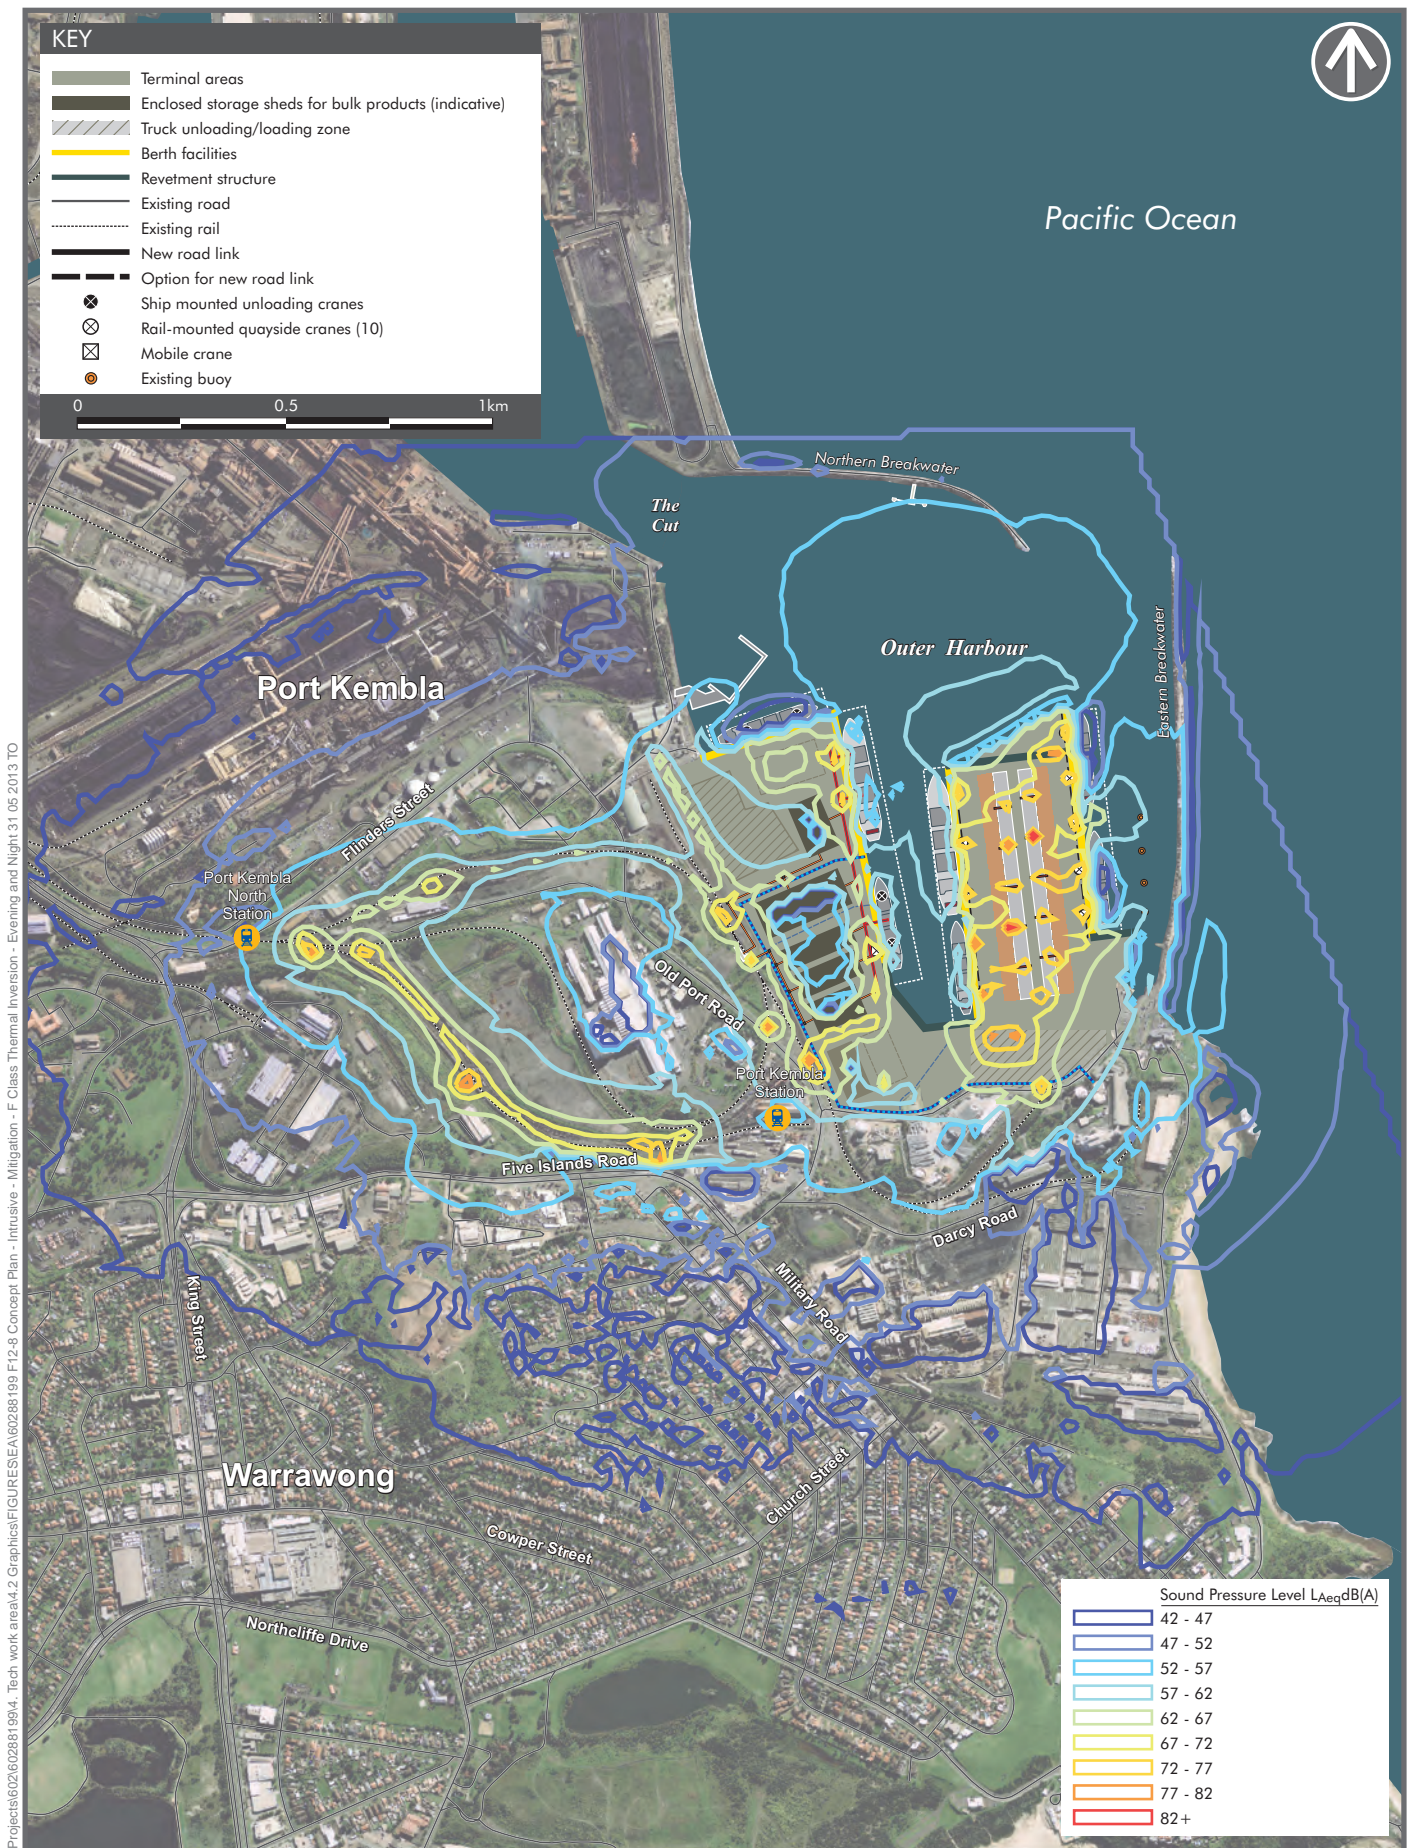 KEY
Terminal areas
Enclosed storage sheds for bulk products (indicative)
Truck unloading/loading zone
Berth facilities
Revetment structure
Existing road
Existing rail
New road link
Option for new road link
Ship mounted unloading cranes
Rail-mounted quayside cranes (10)
Mobile crane
Existing buoy
0 0.5 1km
Pacific Ocean
Northern Breakwater
The
Cut
Outer Harbour
Eastern Breakwater
Port Kembla
Flinders Street
Port Kembla
North
Station
Old Port Road
Port Kembla
Station
Five Islands Road
Darcy Road
Military Road
King Street
Warrawong
Church Street
Cowper Street
Northcliffe Drive
Sound Pressure Level LAeqdB(A)
42 - 47
47 - 52
52 - 57
57 - 62
62 - 67
67 - 72
72 - 77
77 - 82
82+
Projects\602\60288199\4. Tech work area\4.2 Graphics\FIGURES\EA\60288199 F12-8 Concept Plan - Intrusive - Mitigation - F Class Thermal Inversion - Evening and Night 31 05 2013 TO